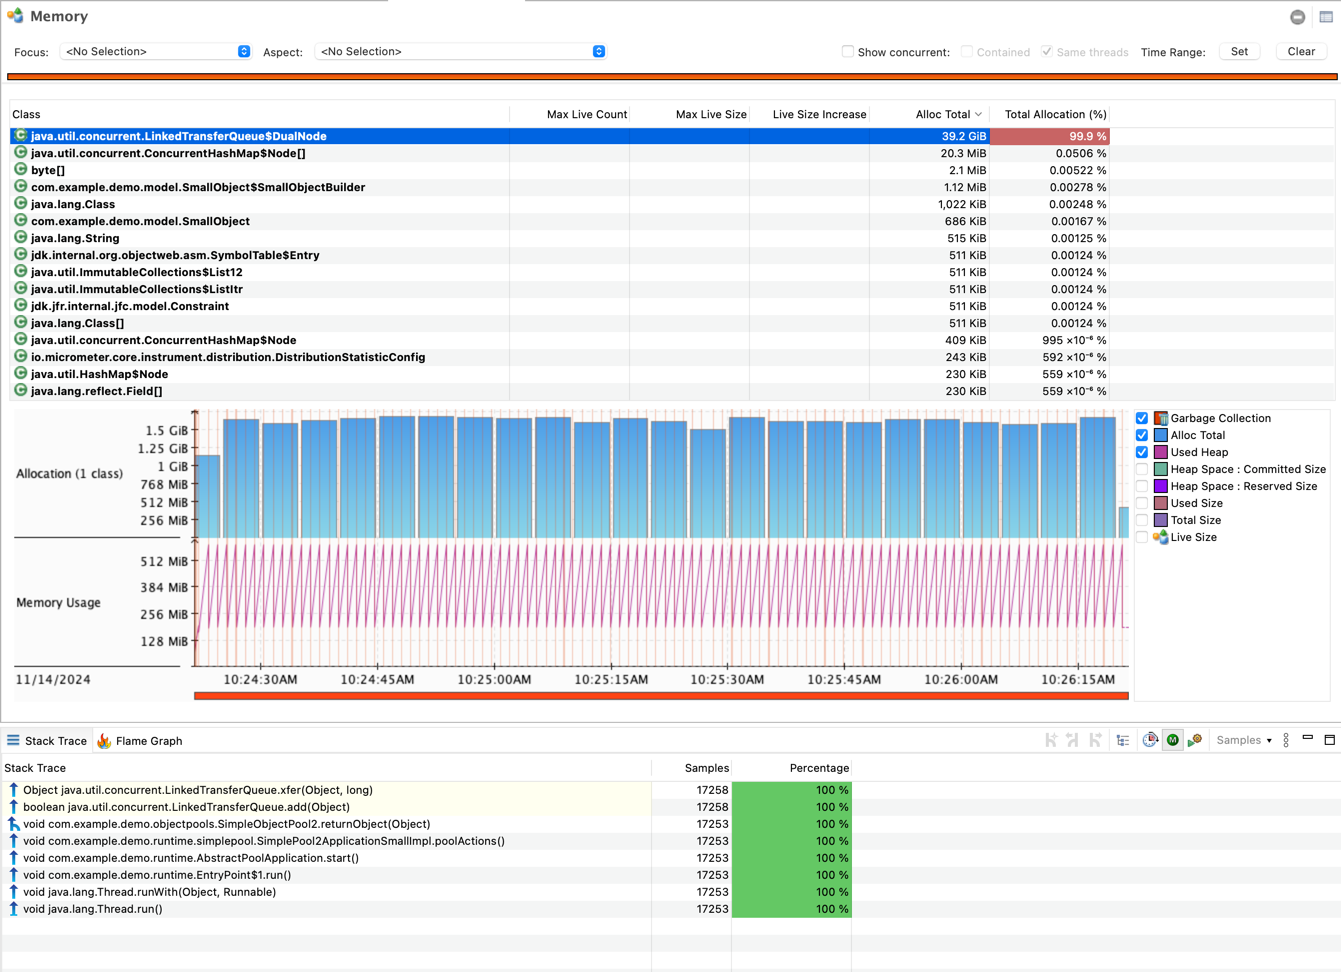 Memory
Focus: <No Selection> Aspect: <No Selection> Show concurrent: Contained Same threads Time Range: Set Clear
Class Max Live Count Max Live Size Live Size Increase Alloc Total Total Allocation (%)
java.util.concurrent.LinkedTransferQueue$DualNode 39.2 GiB 99.9 %
java.util.concurrent.ConcurrentHashMap$Node[] 20.3 MiB 0.0506 %
byte[] 2.1 MiB 0.00522 %
com.example.demo.model.SmallObject$SmallObjectBuilder 1.12 MiB 0.00278 %
java.lang.Class 1,022 KiB 0.00248 %
com.example.demo.model.SmallObject 686 KiB 0.00167 %
java.lang.String 515 KiB 0.00125 %
jdk.internal.org.objectweb.asm.SymbolTable$Entry 511 KiB 0.00124 %
java.util.ImmutableCollections$List12 511 KiB 0.00124 %
java.util.ImmutableCollections$ListItr 511 KiB 0.00124 %
jdk.jfr.internal.jfc.model.Constraint 511 KiB 0.00124 %
java.lang.Class[] 511 KiB 0.00124 %
java.util.concurrent.ConcurrentHashMap$Node 409 KiB 995 ×10⁻⁶ %
io.micrometer.core.instrument.distribution.DistributionStatisticConfig 243 KiB 592 ×10⁻⁶ %
java.util.HashMap$Node 230 KiB 559 ×10⁻⁶ %
java.lang.reflect.Field[] 230 KiB 559 ×10⁻⁶ %
Allocation (1 class)
1.5 GiB
1.25 GiB
1 GiB
768 MiB
512 MiB
256 MiB
Memory Usage
512 MiB
384 MiB
256 MiB
128 MiB
11/14/2024 10:24:30AM 10:24:45AM 10:25:00AM 10:25:15AM 10:25:30AM 10:25:45AM 10:26:00AM 10:26:15AM
Garbage Collection
Alloc Total
Used Heap
Heap Space : Committed Size
Heap Space : Reserved Size
Used Size
Total Size
Live Size
Stack Trace Flame Graph M Samples
Stack Trace Samples Percentage
Object java.util.concurrent.LinkedTransferQueue.xfer(Object, long) 17258 100 %
boolean java.util.concurrent.LinkedTransferQueue.add(Object) 17258 100 %
void com.example.demo.objectpools.SimpleObjectPool2.returnObject(Object) 17253 100 %
void com.example.demo.runtime.simplepool.SimplePool2ApplicationSmallImpl.poolActions() 17253 100 %
void com.example.demo.runtime.AbstractPoolApplication.start() 17253 100 %
void com.example.demo.runtime.EntryPoint$1.run() 17253 100 %
void java.lang.Thread.runWith(Object, Runnable) 17253 100 %
void java.lang.Thread.run() 17253 100 %